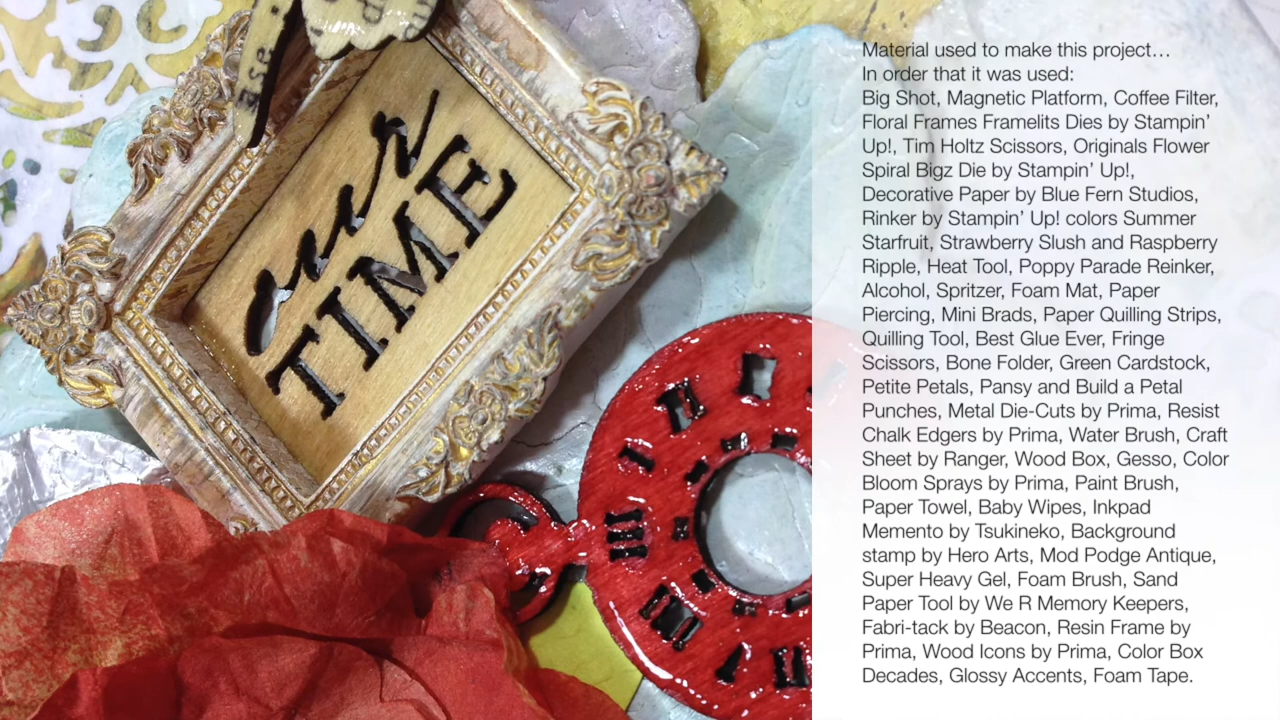 our
TIME
Material used to make this project…
In order that it was used:
Big Shot, Magnetic Platform, Coffee Filter,
Floral Frames Framelits Dies by Stampin’
Up!, Tim Holtz Scissors, Originals Flower
Spiral Bigz Die by Stampin’ Up!,
Decorative Paper by Blue Fern Studios,
Rinker by Stampin’ Up! colors Summer
Starfruit, Strawberry Slush and Raspberry
Ripple, Heat Tool, Poppy Parade Reinker,
Alcohol, Spritzer, Foam Mat, Paper
Piercing, Mini Brads, Paper Quilling Strips,
Quilling Tool, Best Glue Ever, Fringe
Scissors, Bone Folder, Green Cardstock,
Petite Petals, Pansy and Build a Petal
Punches, Metal Die-Cuts by Prima, Resist
Chalk Edgers by Prima, Water Brush, Craft
Sheet by Ranger, Wood Box, Gesso, Color
Bloom Sprays by Prima, Paint Brush,
Paper Towel, Baby Wipes, Inkpad
Memento by Tsukineko, Background
stamp by Hero Arts, Mod Podge Antique,
Super Heavy Gel, Foam Brush, Sand
Paper Tool by We R Memory Keepers,
Fabri-tack by Beacon, Resin Frame by
Prima, Wood Icons by Prima, Color Box
Decades, Glossy Accents, Foam Tape.